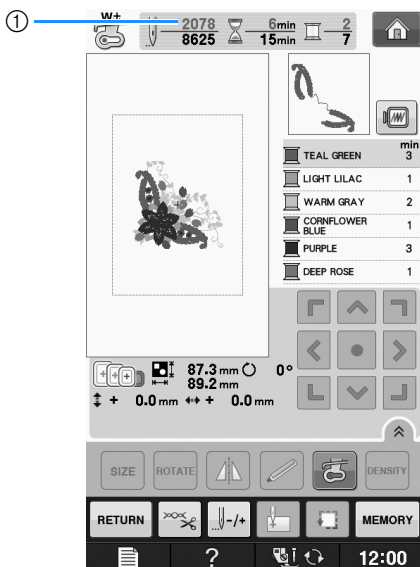 ①
W+
2078 6min 2
8625 15min 7
min
TEAL GREEN 3
LIGHT LILAC 1
WARM GRAY 2
CORNFLOWER
BLUE 1
PURPLE 3
DEEP ROSE 1
87.3 mm 0°
89.2 mm
+ 0.0 mm + 0.0 mm
SIZE ROTATE DENSITY
RETURN -/+ MEMORY
? 12:00